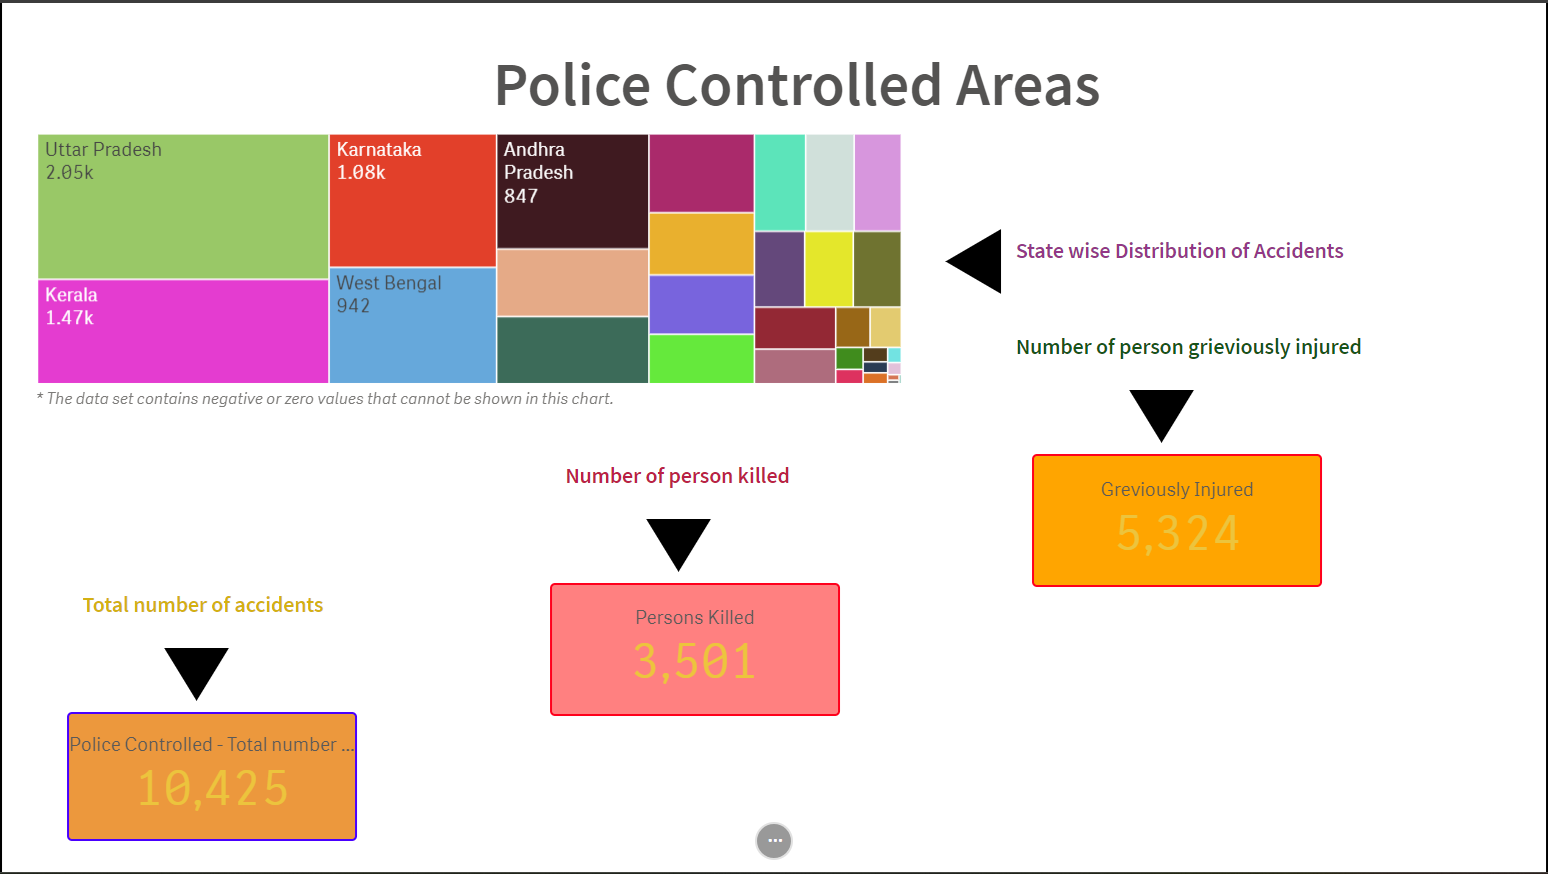 Police Controlled Areas
Uttar Pradesh
2.05k
Kerala
1.47k
Karnataka
1.08k
West Bengal
942
Andhra
Pradesh
847
* The data set contains negative or zero values that cannot be shown in this chart.
State wise Distribution of Accidents
Number of person grieviously injured
Greviously Injured
5,324
Number of person killed
Persons Killed
3,501
Total number of accidents
Police Controlled - Total number ...
10,425